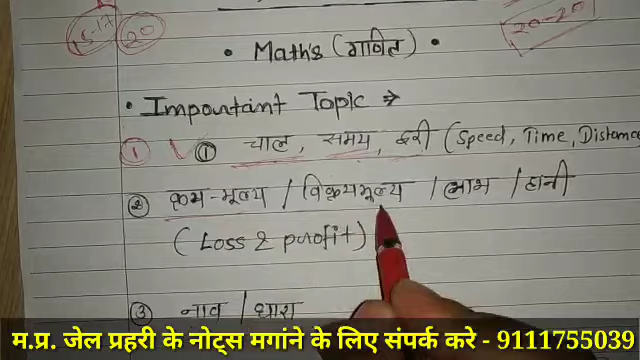 15-17 20 20-20
• Math's (गणित) •
• Important Topic ⇒
① ① चाल, समय, दूरी (Speed, Time, Distance
② क्रय-मूल्य / विक्रयमूल्य / लाभ / हानी
(Loss & profit)
③ नाव / धारा
म.प्र. जेल प्रहरी के नोट्स मगांने के लिए संपर्क करे - 9111755039